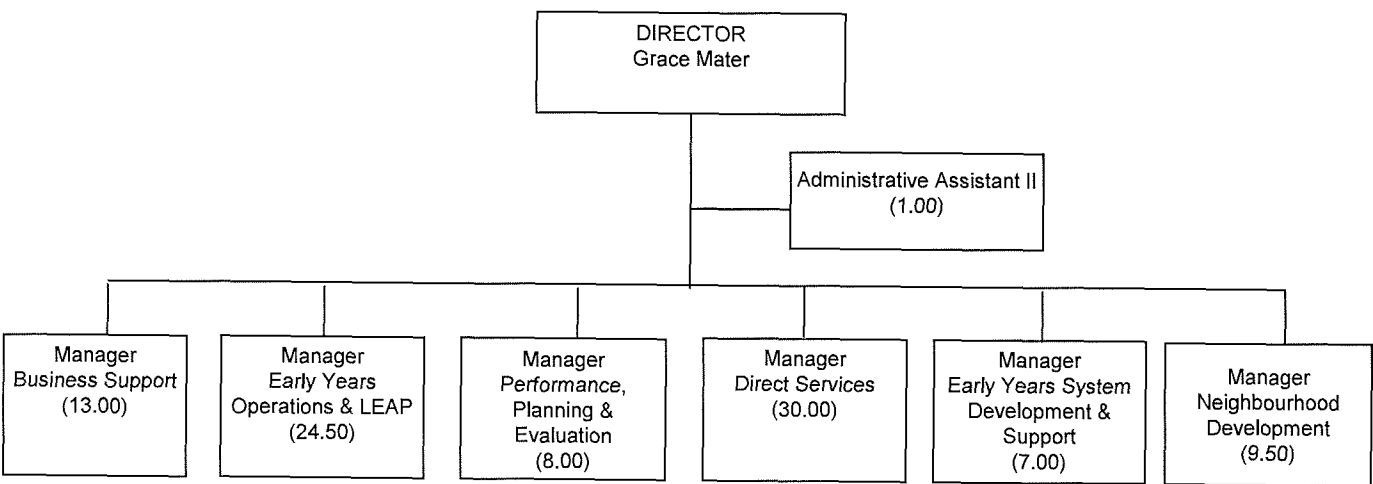 DIRECTOR
Grace Mater
Administrative Assistant II
(1.00)
Manager
Business Support
(13.00)
Manager
Early Years
Operations & LEAP
(24.50)
Manager
Performance,
Planning &
Evaluation
(8.00)
Manager
Direct Services
(30.00)
Manager
Early Years System
Development &
Support
(7.00)
Manager
Neighbourhood
Development
(9.50)